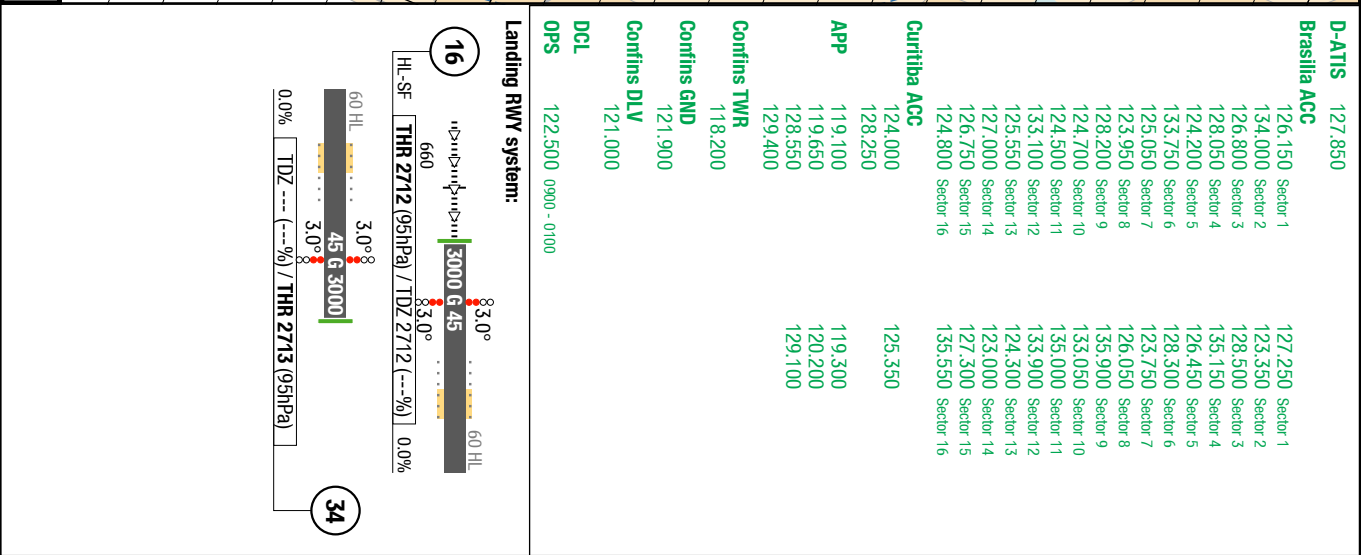 D-ATIS 127.850
Brasilia ACC
126.150 Sector 1 127.250 Sector 1
134.000 Sector 2 123.350 Sector 2
126.800 Sector 3 128.500 Sector 3
128.050 Sector 4 135.150 Sector 4
124.200 Sector 5 126.450 Sector 5
133.750 Sector 6 128.300 Sector 6
125.050 Sector 7 123.750 Sector 7
123.950 Sector 8 126.050 Sector 8
128.200 Sector 9 135.900 Sector 9
124.700 Sector 10 133.050 Sector 10
124.500 Sector 11 135.000 Sector 11
133.100 Sector 12 133.900 Sector 12
125.550 Sector 13 124.300 Sector 13
127.000 Sector 14 123.000 Sector 14
126.750 Sector 15 127.300 Sector 15
124.800 Sector 16 135.550 Sector 16
Curitiba ACC
124.000 125.350
128.250
APP
119.100 119.300
119.650 120.200
128.550 129.100
129.400
Confins TWR
118.200
Confins GND
121.900
Confins DLV
121.000
DCL
OPS 122.500 0900 - 0100
Landing RWY system:
16
660
3.0°
3000 G 45
3.0°
60 HL
HL-SF THR 2712 (95hPa) / TDZ 2712 (---%) 0.0%
60 HL
3.0°
45 G 3000
3.0°
0.0% TDZ --- (---%) / THR 2713 (95hPa)
34